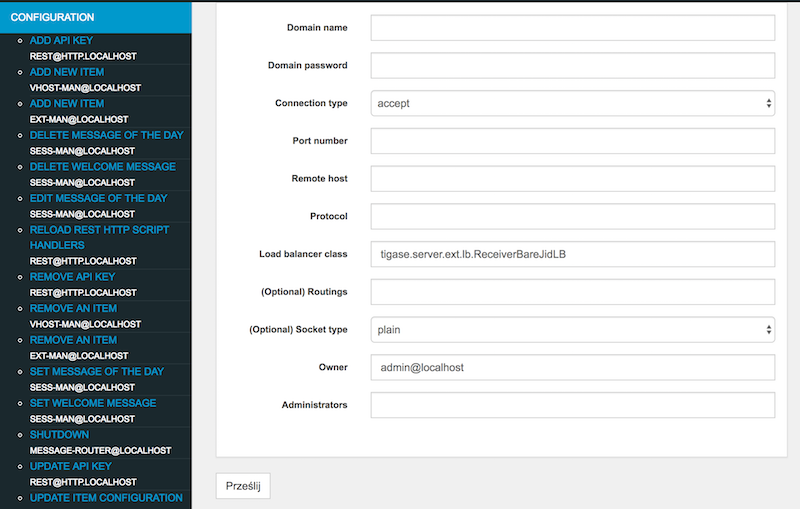 CONFIGURATION
ADD API KEY
REST@HTTP.LOCALHOST
ADD NEW ITEM
VHOST-MAN@LOCALHOST
ADD NEW ITEM
EXT-MAN@LOCALHOST
DELETE MESSAGE OF THE DAY
SESS-MAN@LOCALHOST
DELETE WELCOME MESSAGE
SESS-MAN@LOCALHOST
EDIT MESSAGE OF THE DAY
SESS-MAN@LOCALHOST
RELOAD REST HTTP SCRIPT
HANDLERS
REST@HTTP.LOCALHOST
REMOVE API KEY
REST@HTTP.LOCALHOST
REMOVE AN ITEM
VHOST-MAN@LOCALHOST
REMOVE AN ITEM
EXT-MAN@LOCALHOST
SET MESSAGE OF THE DAY
SESS-MAN@LOCALHOST
SET WELCOME MESSAGE
SESS-MAN@LOCALHOST
SHUTDOWN
MESSAGE-ROUTER@LOCALHOST
UPDATE API KEY
REST@HTTP.LOCALHOST
UPDATE ITEM CONFIGURATION
Domain name
Domain password
Connection type accept
Port number
Remote host
Protocol
Load balancer class tigase.server.ext.lb.ReceiverBareJidLB
(Optional) Routings
(Optional) Socket type plain
Owner admin@localhost
Administrators
Prześlij